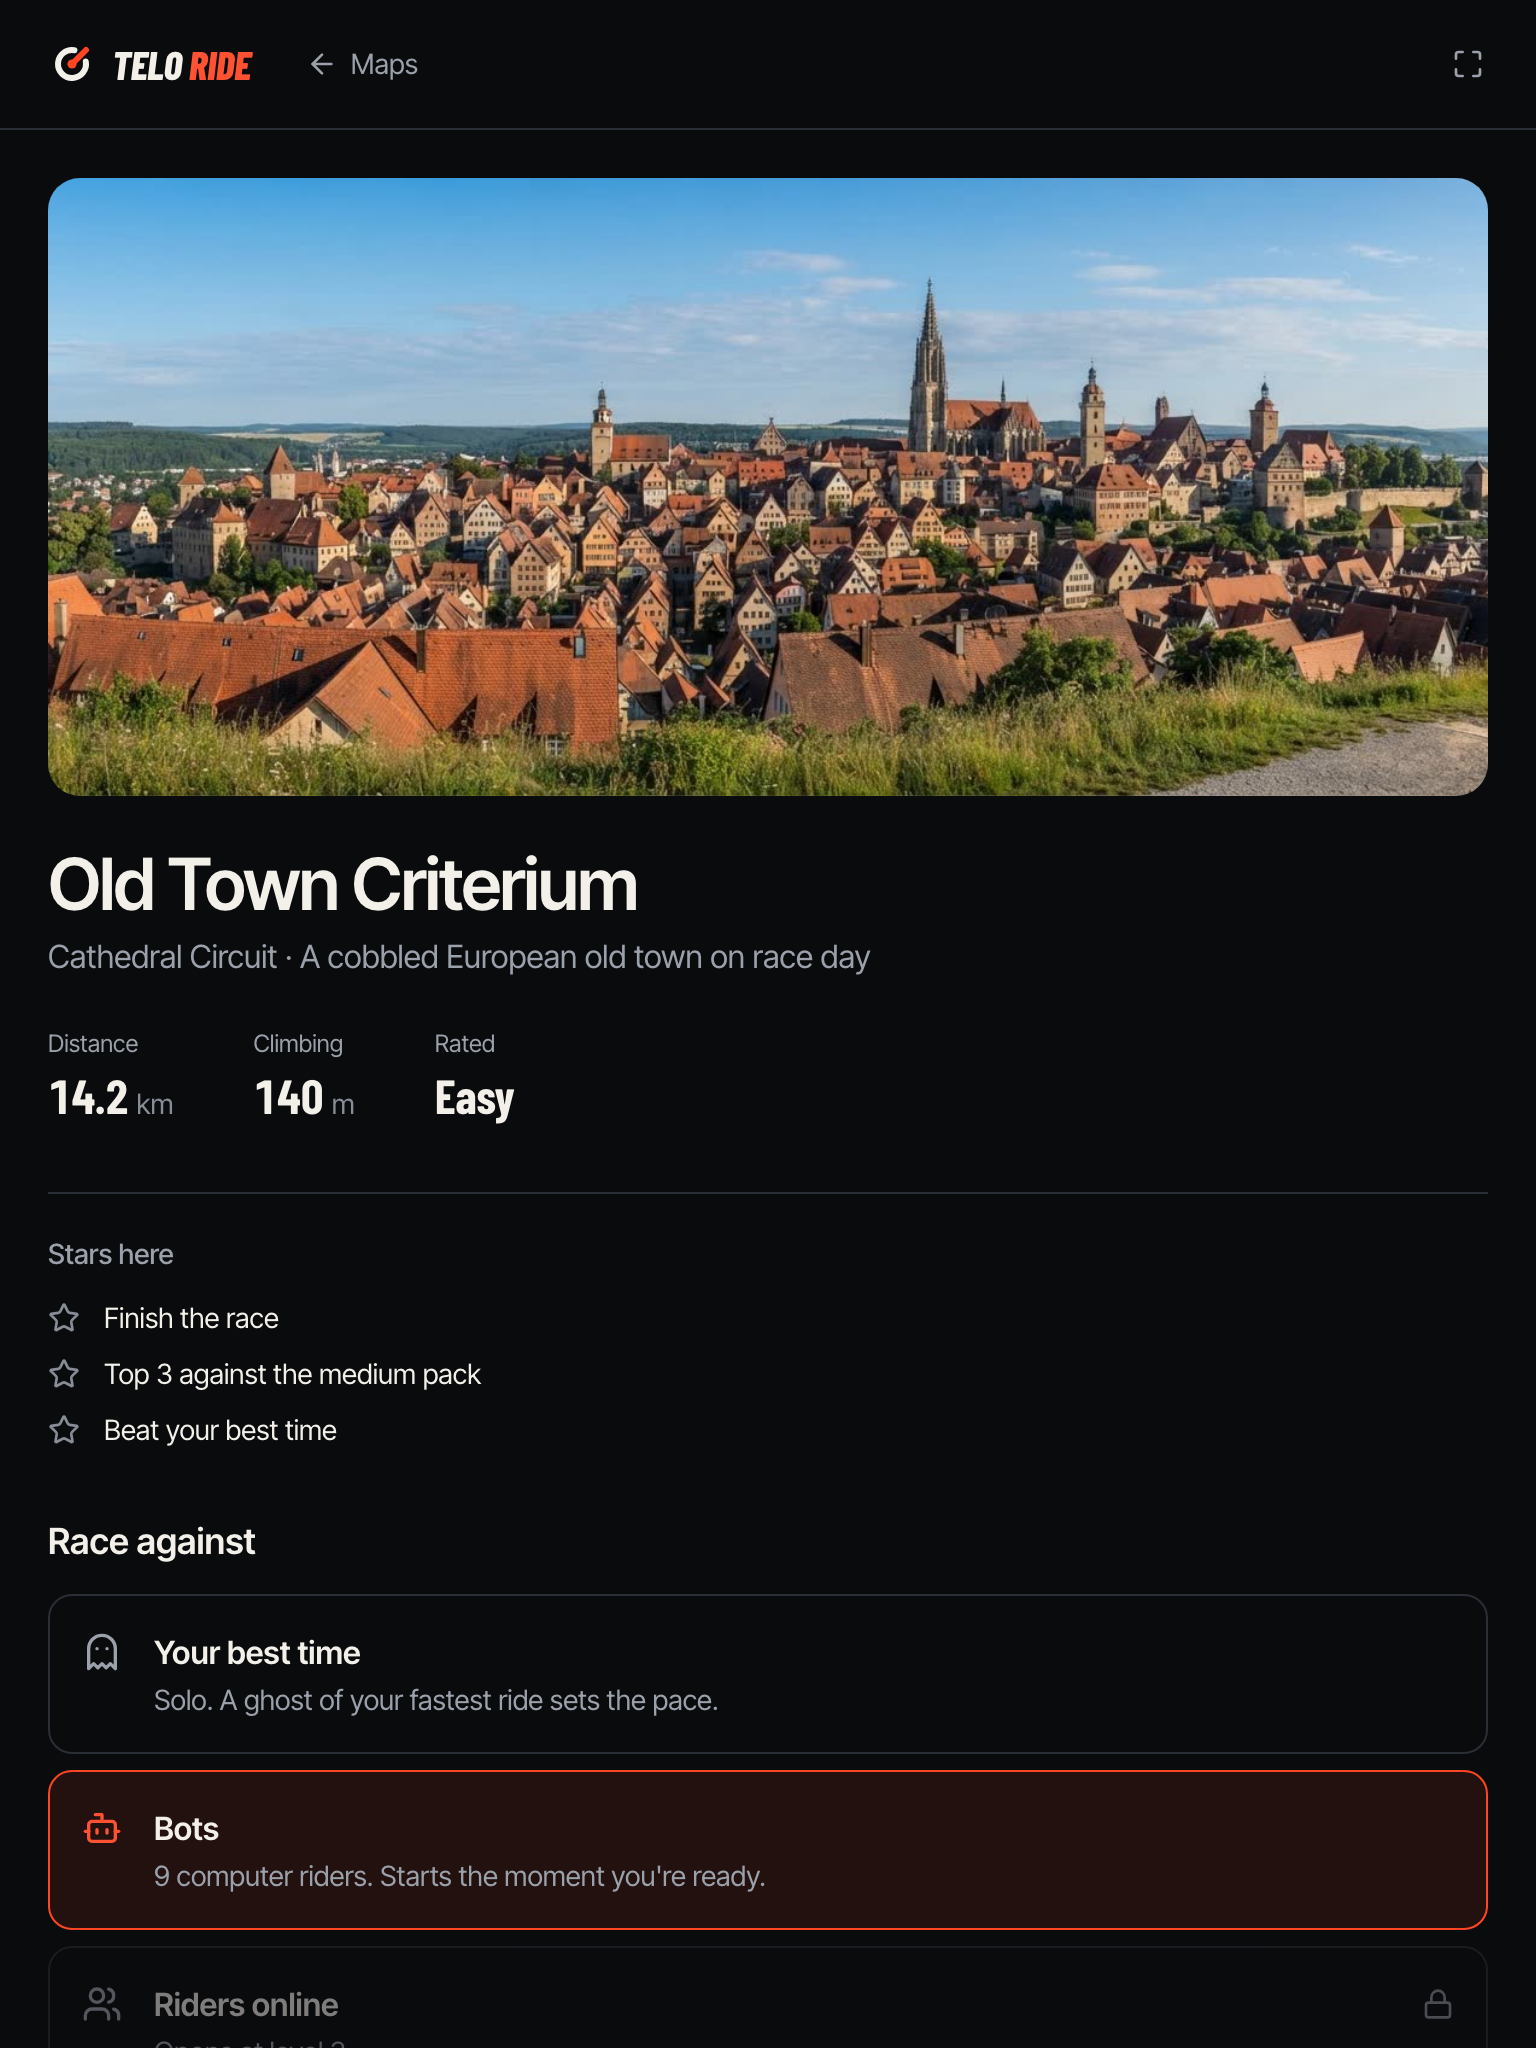 TELO RIDE
Maps
Old Town Criterium
Cathedral Circuit · A cobbled European old town on race day
Distance
Climbing
Rated
14.2 km
140 m
Easy
Stars here
Finish the race
Top 3 against the medium pack
Beat your best time
Race against
Your best time
Solo. A ghost of your fastest ride sets the pace.
Bots
9 computer riders. Starts the moment you're ready.
Riders online